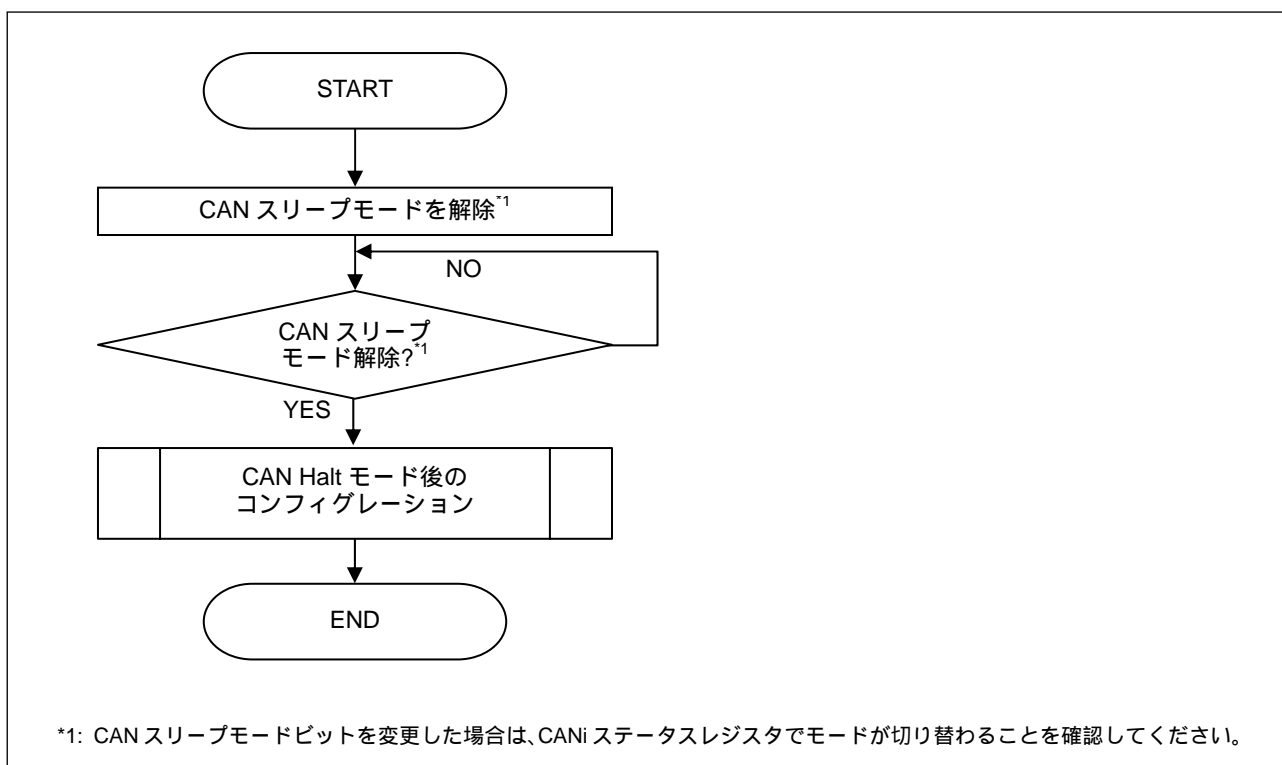 START
CAN スリープモードを解除*1
NO
CAN スリープ
モード解除?*1
YES
CAN Halt モード後の
コンフィグレーション
END
*1: CAN スリープモードビットを変更した場合は、CANi ステータスレジスタでモードが切り替わることを確認してください。